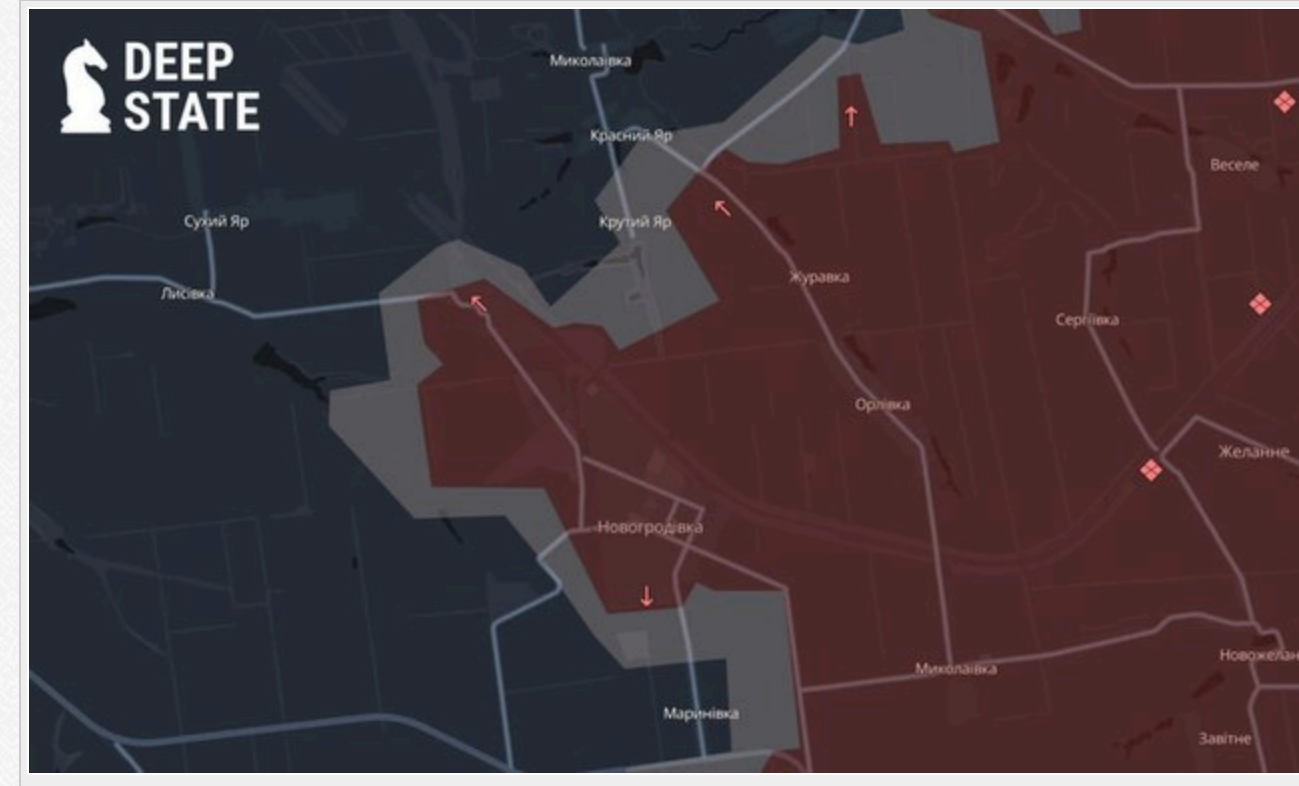 DEEP
STATE
Миколаївка
Красний Яр
Веселе
Сухий Яр
Крутий Яр
Журавка
Лисівка
Сергіївка
Орлівка
Желанне
Новогродівка
Новожелан
Миколаївка
Маринівка
Завітне